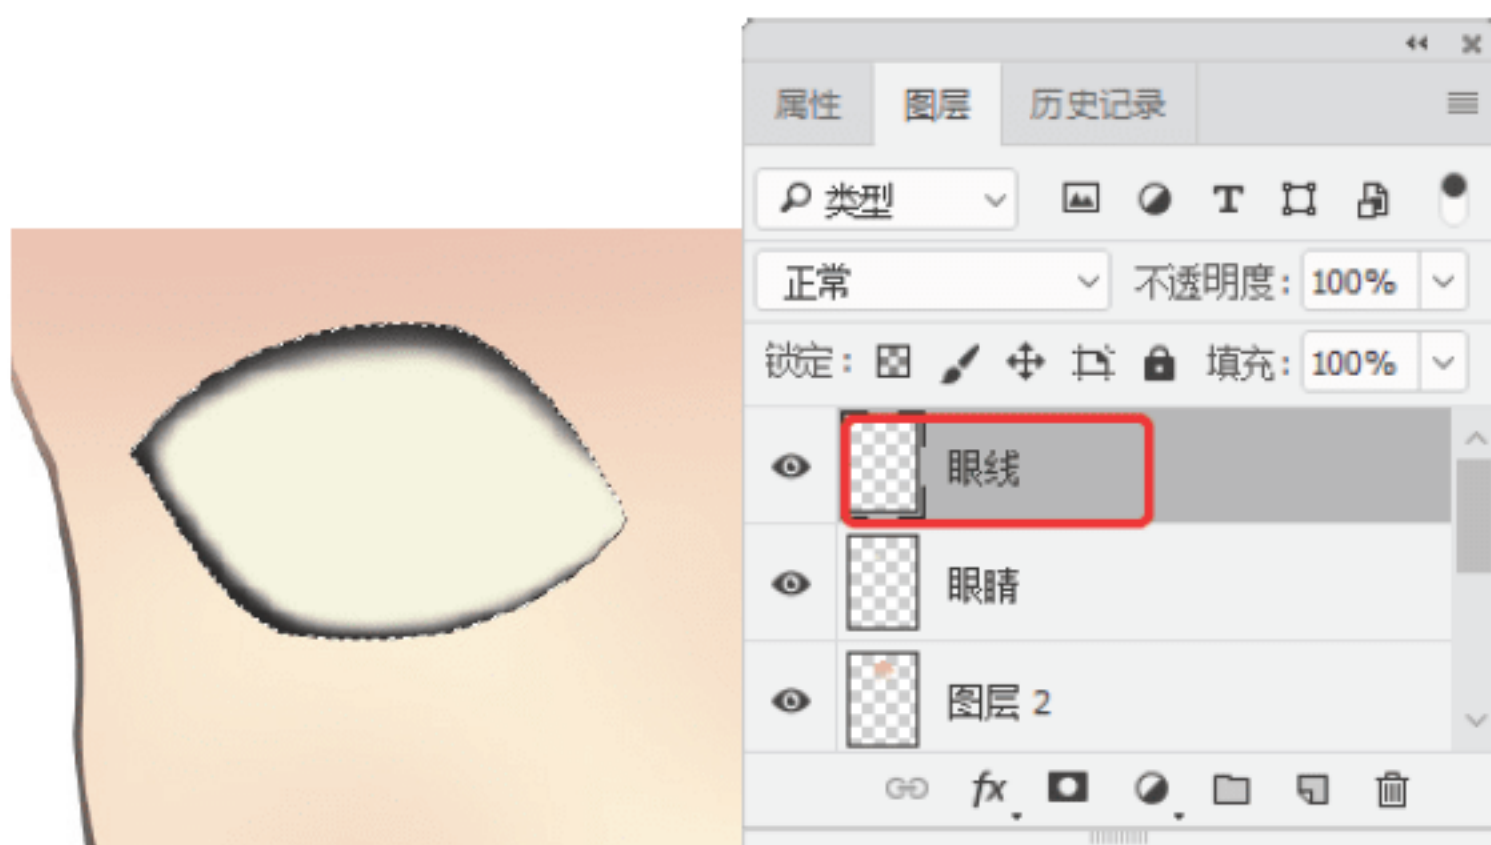 属性 图层 历史记录
类型 T
正常 不透明度: 100%
锁定: 填充: 100%
眼线
眼睛
图层 2
fx